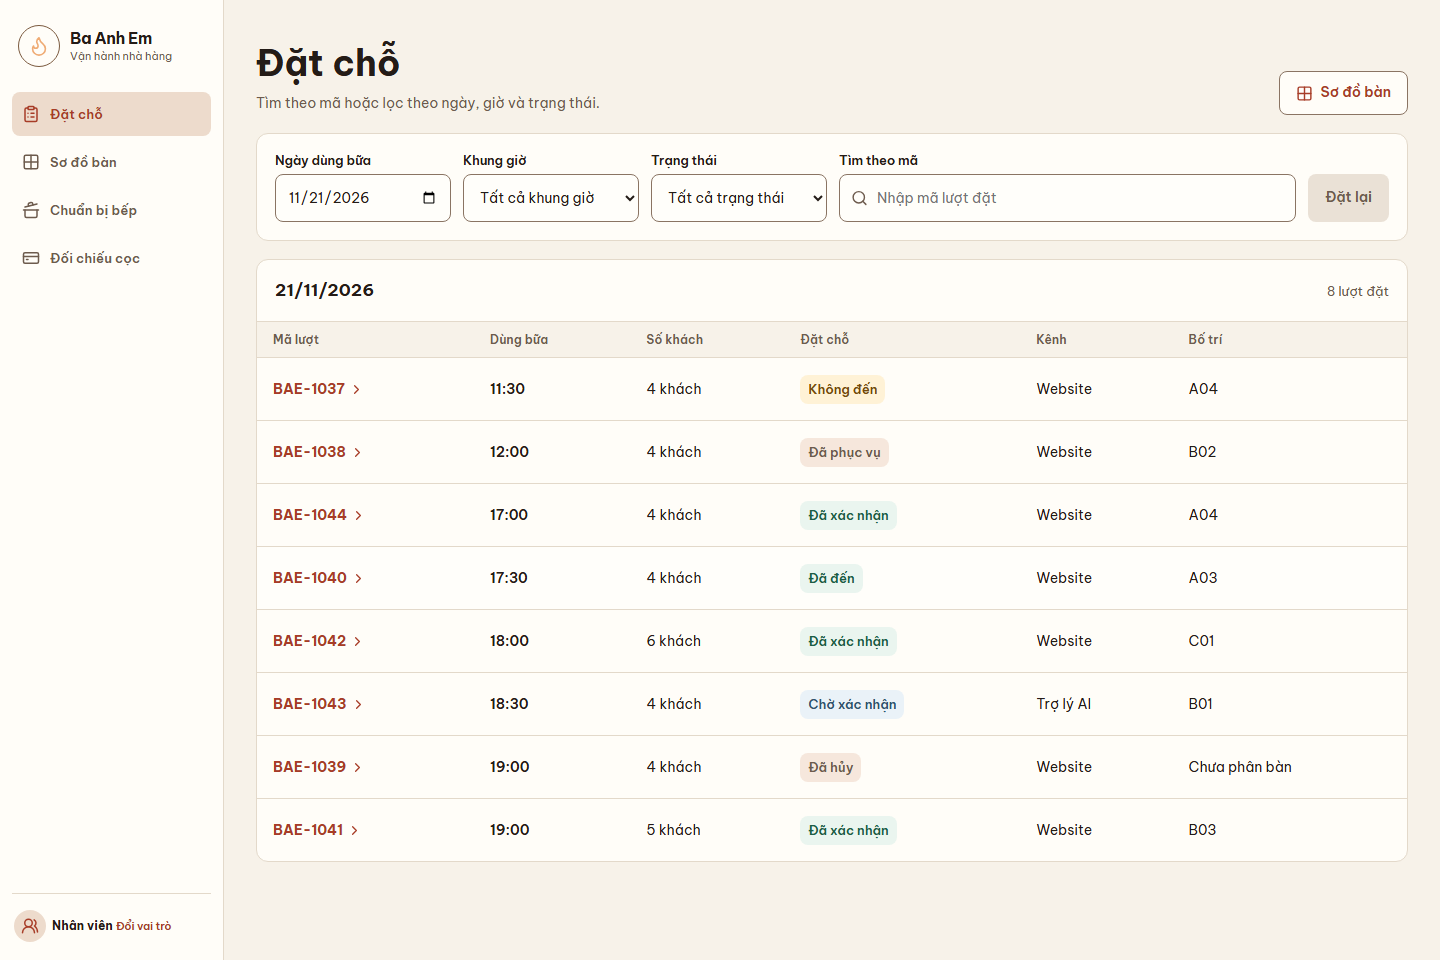 Ba Anh Em
Vận hành nhà hàng
Đặt chỗ
Sơ đồ bàn
Chuẩn bị bếp
Đối chiếu cọc
Nhân viên Đổi vai trò
Đặt chỗ
Tìm theo mã hoặc lọc theo ngày, giờ và trạng thái.
Sơ đồ bàn
Ngày dùng bữa Khung giờ Trạng thái Tìm theo mã
11/21/2026 Tất cả khung giờ Tất cả trạng thái Nhập mã lượt đặt Đặt lại
21/11/2026 8 lượt đặt
Mã lượt Dùng bữa Số khách Đặt chỗ Kênh Bố trí
BAE-1037 11:30 4 khách Không đến Website A04
BAE-1038 12:00 4 khách Đã phục vụ Website B02
BAE-1044 17:00 4 khách Đã xác nhận Website A04
BAE-1040 17:30 4 khách Đã đến Website A03
BAE-1042 18:00 6 khách Đã xác nhận Website C01
BAE-1043 18:30 4 khách Chờ xác nhận Trợ lý AI B01
BAE-1039 19:00 4 khách Đã hủy Website Chưa phân bàn
BAE-1041 19:00 5 khách Đã xác nhận Website B03